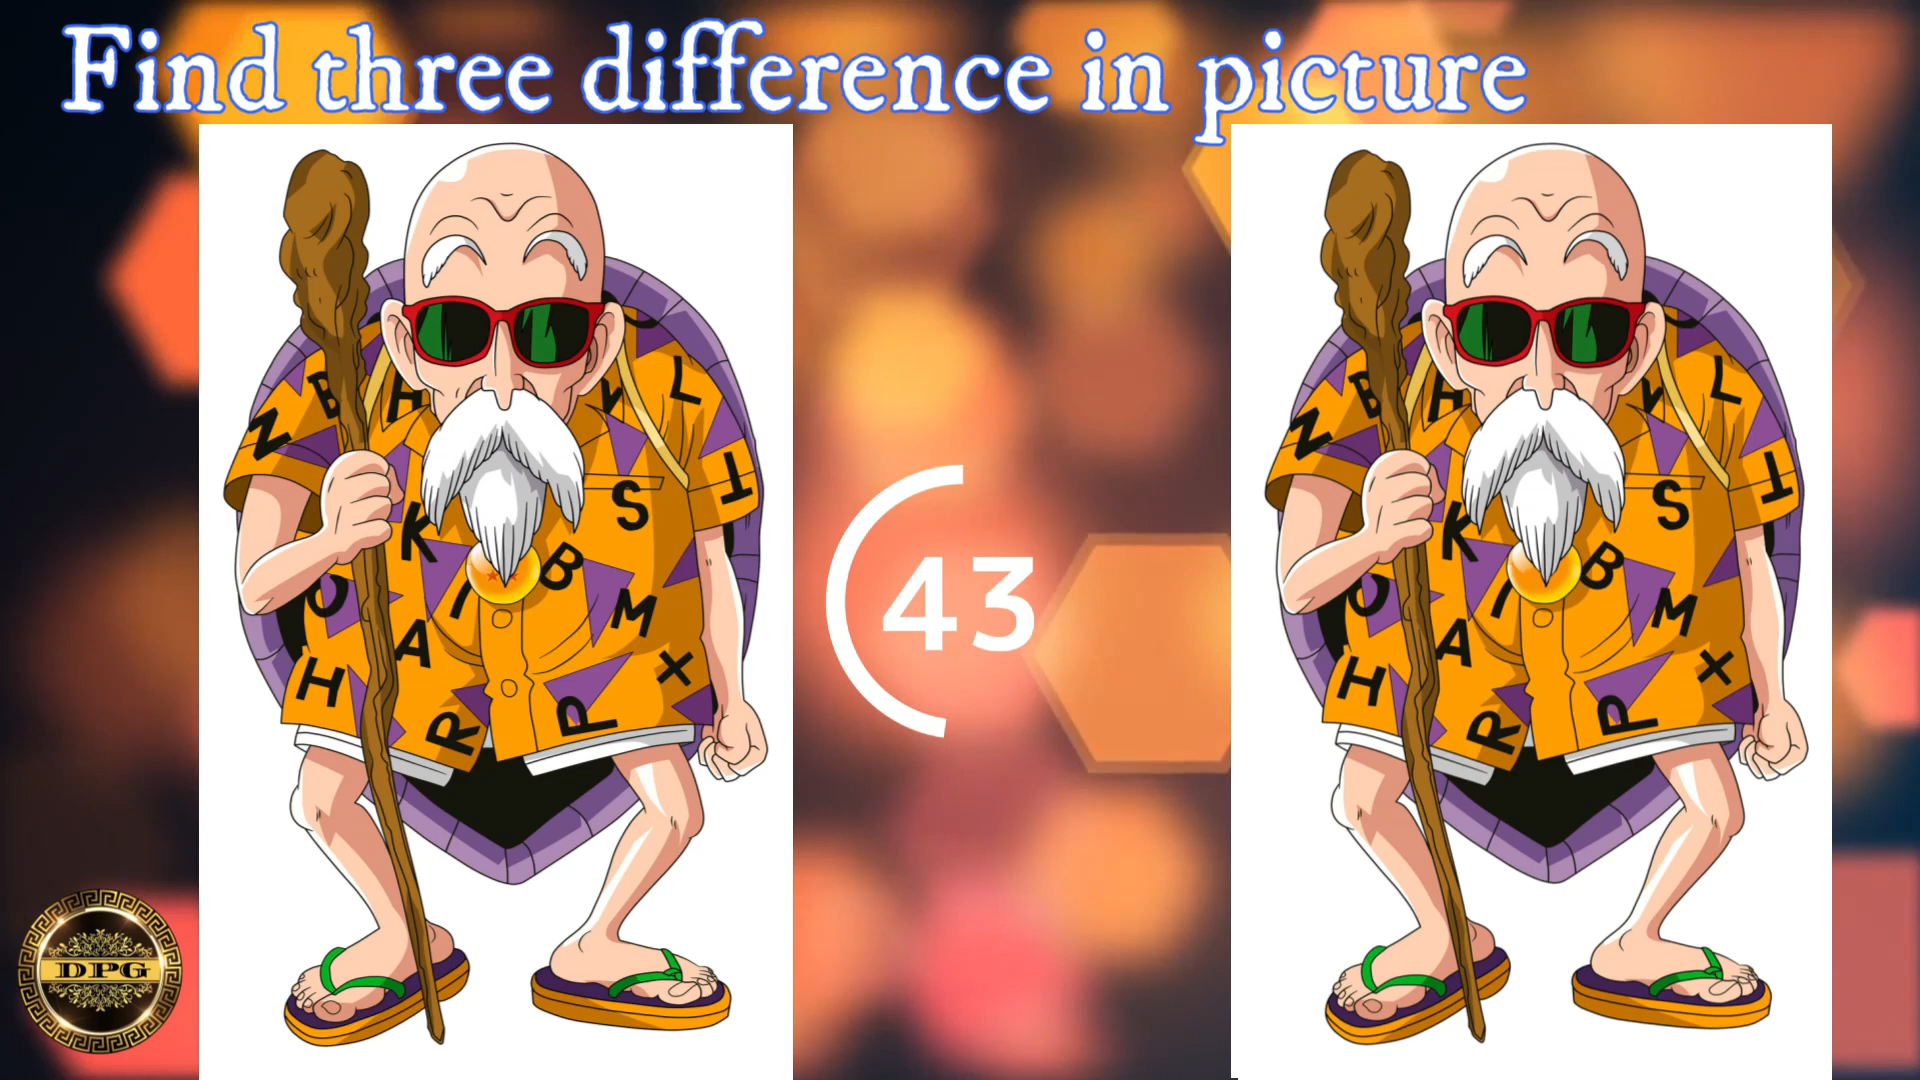 Find three difference in picture
43
DPG
N B A V L
T
S
K
B
I
M
A
H
X
R
P
N B A V L
T
S
K
B
I
M
A
H
X
R
P